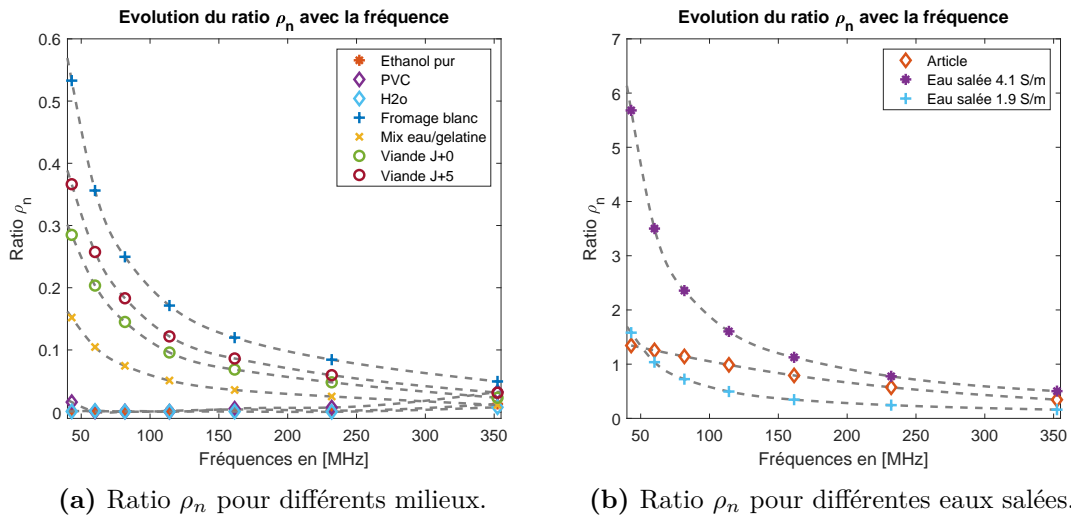 Evolution du ratio ρn avec la fréquence
0.6
0.5
0.4
0.3
0.2
0.1
0
Ratio ρn
50 100 150 200 250 300 350
Fréquences en [MHz]
Ethanol pur
PVC
H2o
Fromage blanc
Mix eau/gelatine
Viande J+0
Viande J+5
(a) Ratio ρn pour différents milieux.
Evolution du ratio ρn avec la fréquence
7
6
5
4
3
2
1
0
Ratio ρn
50 100 150 200 250 300 350
Fréquences en [MHz]
Article
Eau salée 4.1 S/m
Eau salée 1.9 S/m
(b) Ratio ρn pour différentes eaux salées.